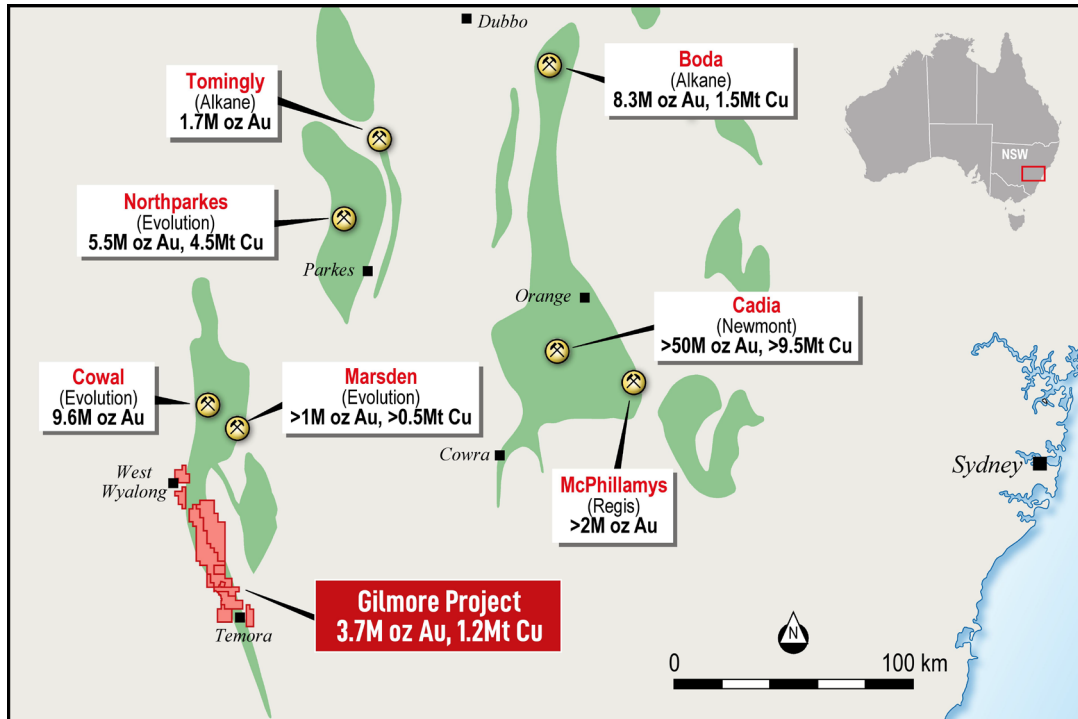 Dubbo
Tomingly
(Alkane)
1.7M oz Au
Boda
(Alkane)
8.3M oz Au, 1.5Mt Cu
NSW
Northparkes
(Evolution)
5.5M oz Au, 4.5Mt Cu
Parkes
Orange
Cadia
(Newmont)
>50M oz Au, >9.5Mt Cu
Cowal
(Evolution)
9.6M oz Au
Marsden
(Evolution)
>1M oz Au, >0.5Mt Cu
Cowra
West
Wyalong
McPhillamys
(Regis)
>2M oz Au
Sydney
Gilmore Project
3.7M oz Au, 1.2Mt Cu
Temora
N
0
100 km